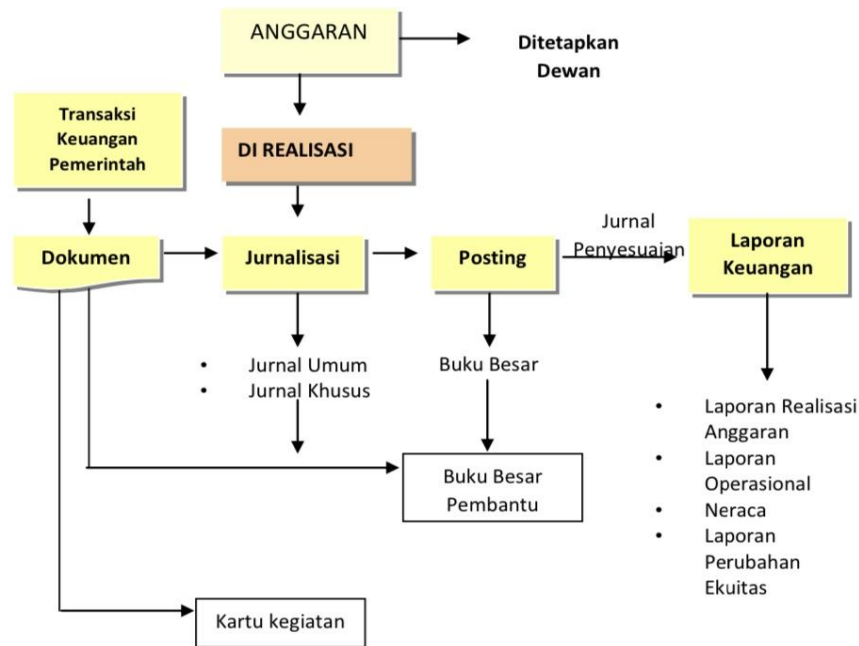 ANGGARAN
Ditetapkan
Dewan
Transaksi
Keuangan
Pemerintah
DI REALISASI
Dokumen
Jurnalisasi
Posting
Jurnal
Penyesuaian
Laporan
Keuangan
• Jurnal Umum
• Jurnal Khusus
Buku Besar
Buku Besar
Pembantu
• Laporan Realisasi
Anggaran
• Laporan
Operasional
• Neraca
• Laporan
Perubahan
Ekuitas
Kartu kegiatan